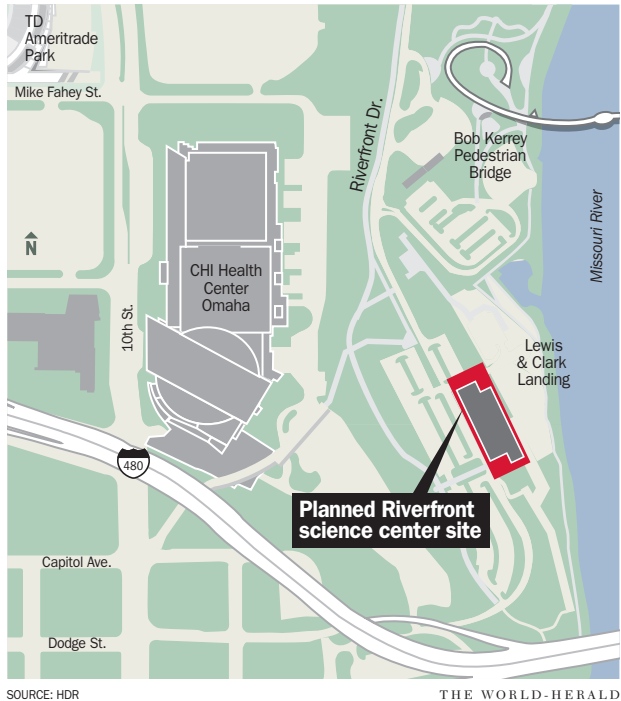 TD
Ameritrade
Park
Mike Fahey St.
Riverfront Dr.
Bob Kerrey
Pedestrian
Bridge
Missouri River
N
CHI Health
Center
Omaha
10th St.
Lewis
& Clark
Landing
480
Planned Riverfront
science center site
Capitol Ave.
Dodge St.
SOURCE: HDR
THE WORLD-HERALD